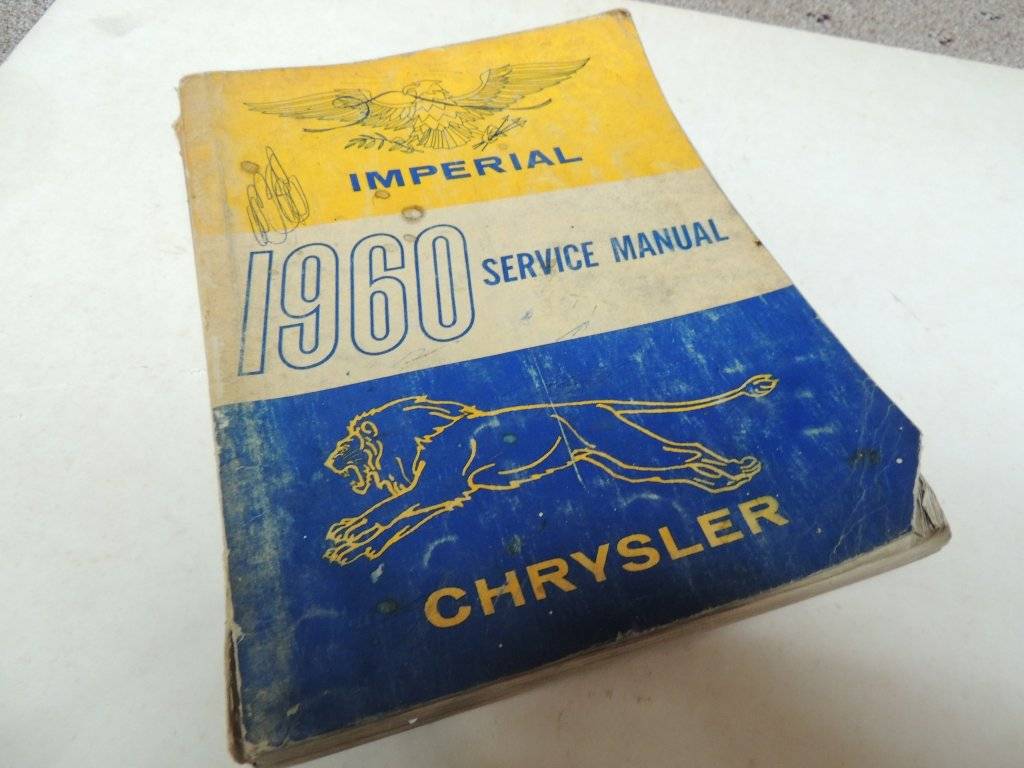 IMPERIAL
1960 SERVICE MANUAL
CHRYSLER